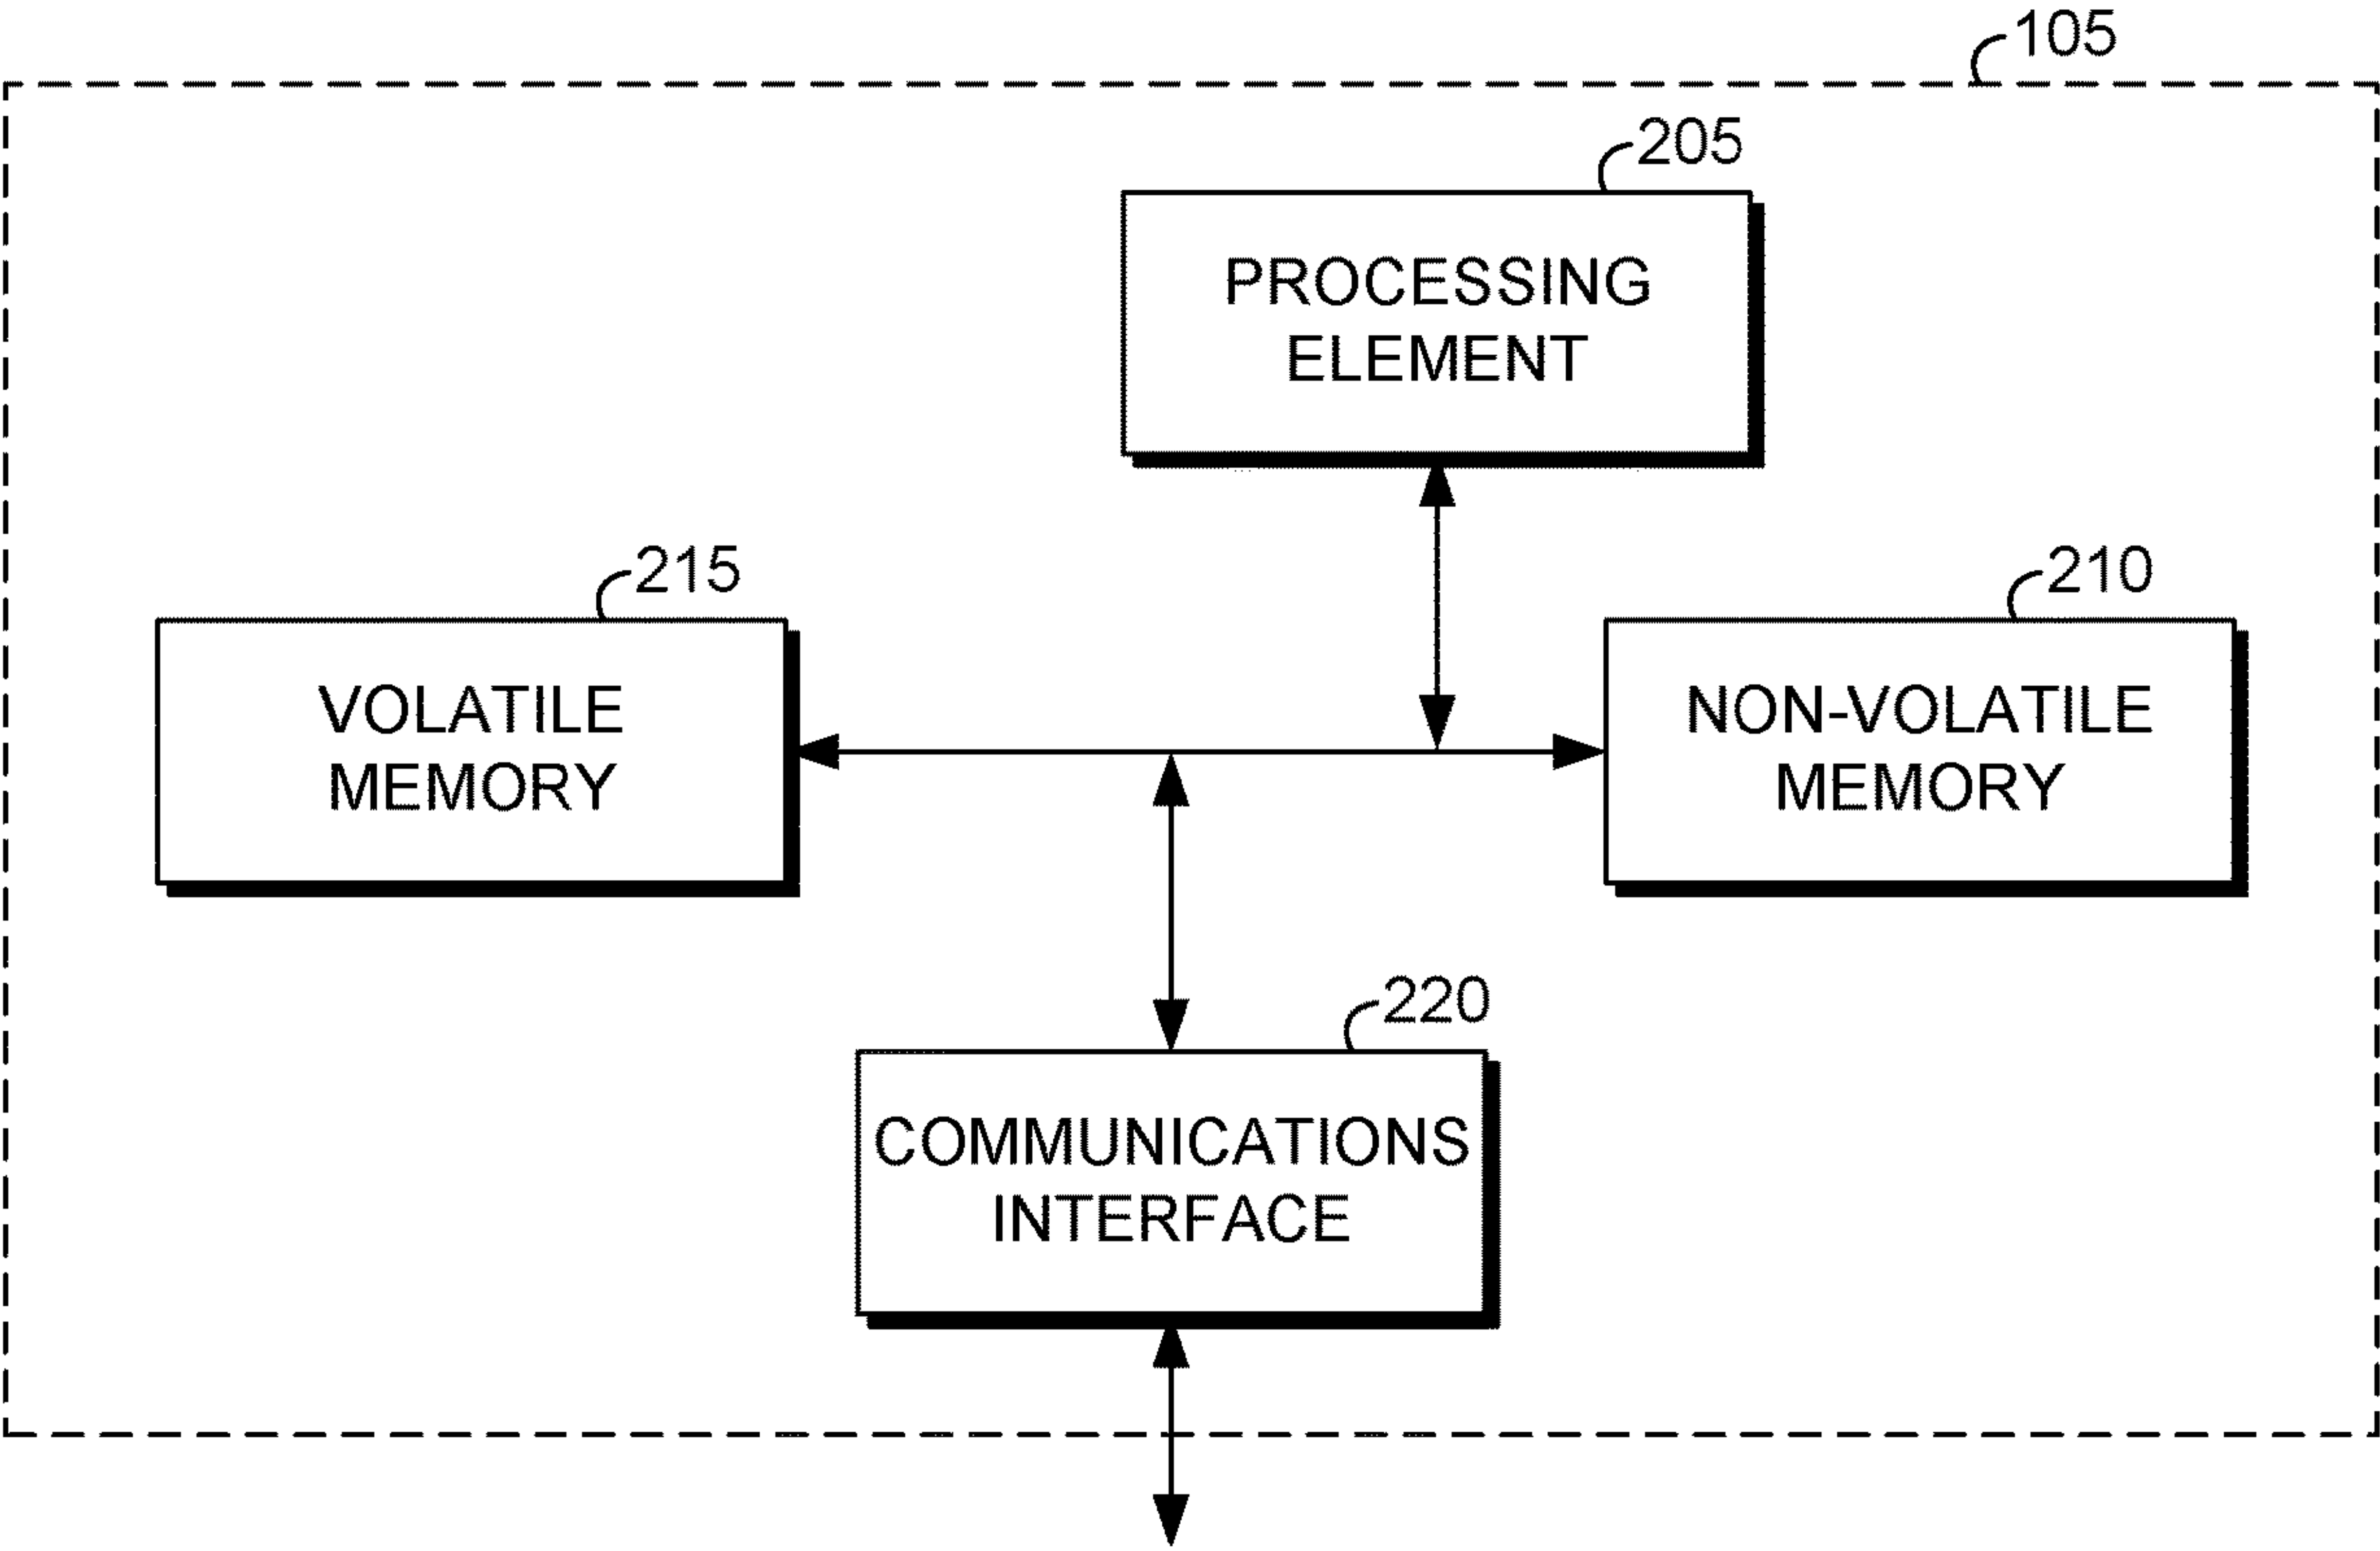 105
205
PROCESSING
ELEMENT
215
210
VOLATILE
MEMORY
NON-VOLATILE
MEMORY
220
COMMUNICATIONS
INTERFACE